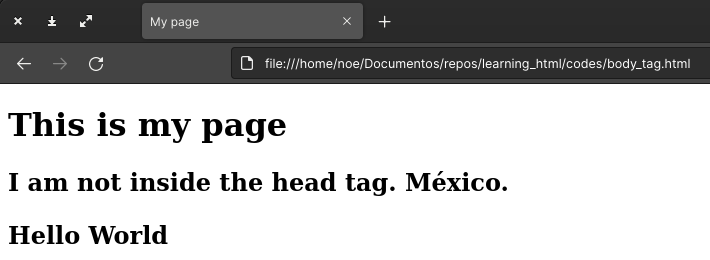 My page
file:///home/noe/Documentos/repos/learning_html/codes/body_tag.html
This is my page
I am not inside the head tag. México.
Hello World